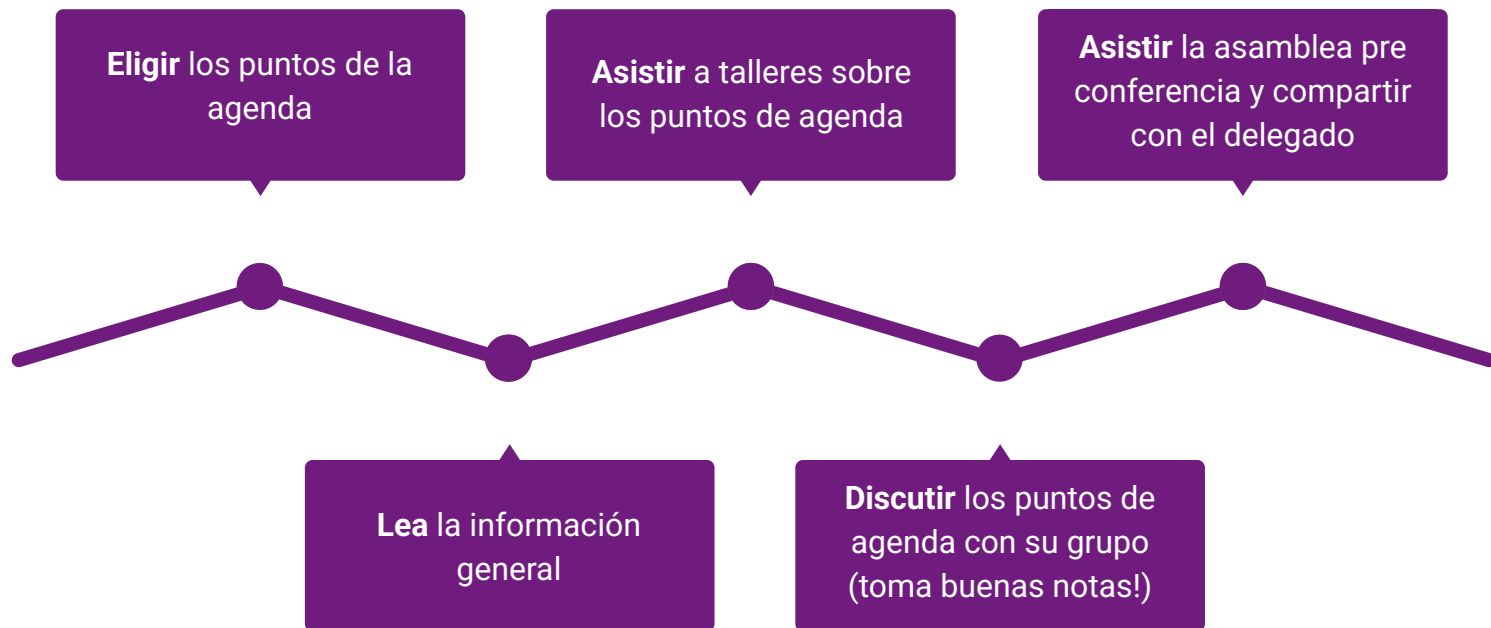 Eligir los puntos de la
agenda
Lea la información
general
Asistir a talleres sobre
los puntos de agenda
Discutir los puntos de
agenda con su grupo
(toma buenas notas!)
Asistir la asamblea pre
conferencia y compartir
con el delegado